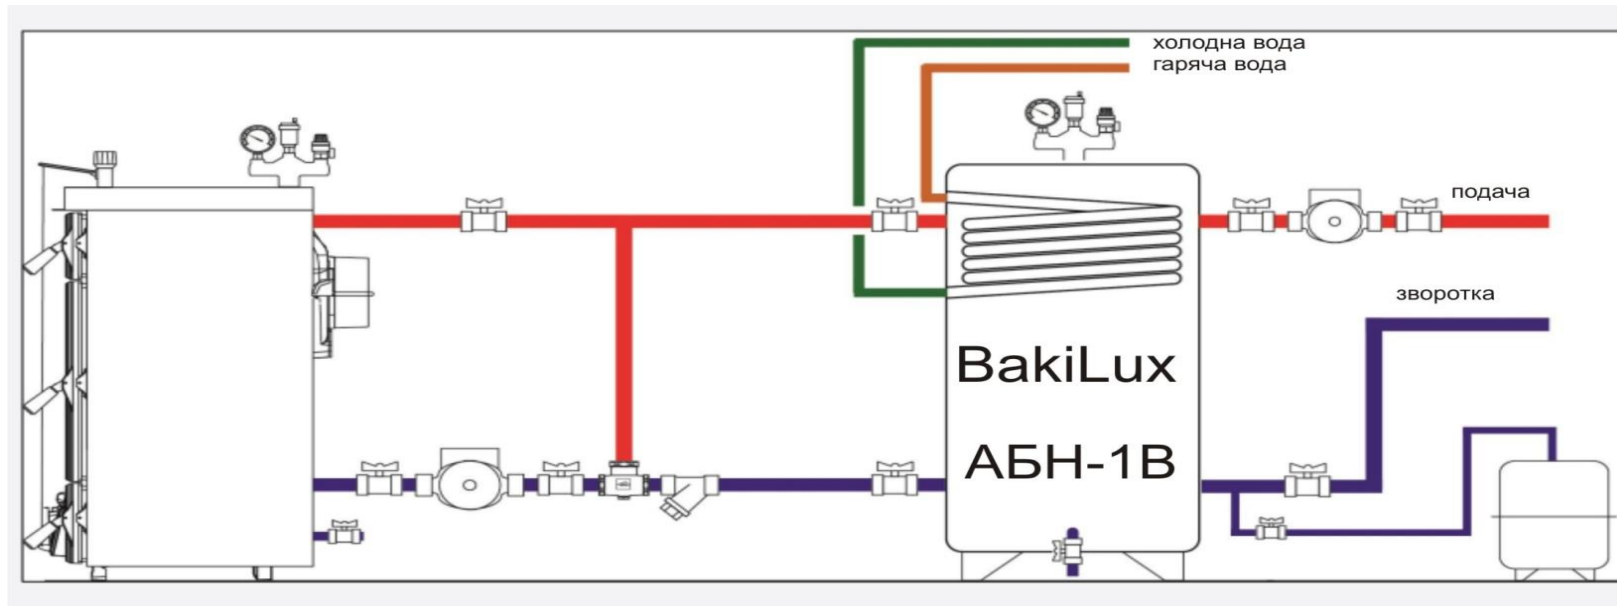 холодна вода
гаряча вода
подача
зворотка
BakiLux
АБН-1В